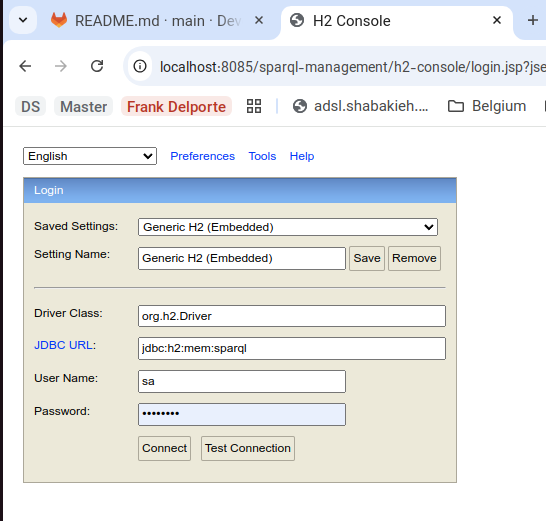 README.md · main · Dev
H2 Console
localhost:8085/sparql-management/h2-console/login.jsp?jse
DS Master Frank Delporte adsl.shabakieh.... Belgium
English Preferences Tools Help
Login
Saved Settings: Generic H2 (Embedded)
Setting Name: Generic H2 (Embedded) Save Remove
Driver Class: org.h2.Driver
JDBC URL: jdbc:h2:mem:sparql
User Name: sa
Password: ••••••••
Connect Test Connection